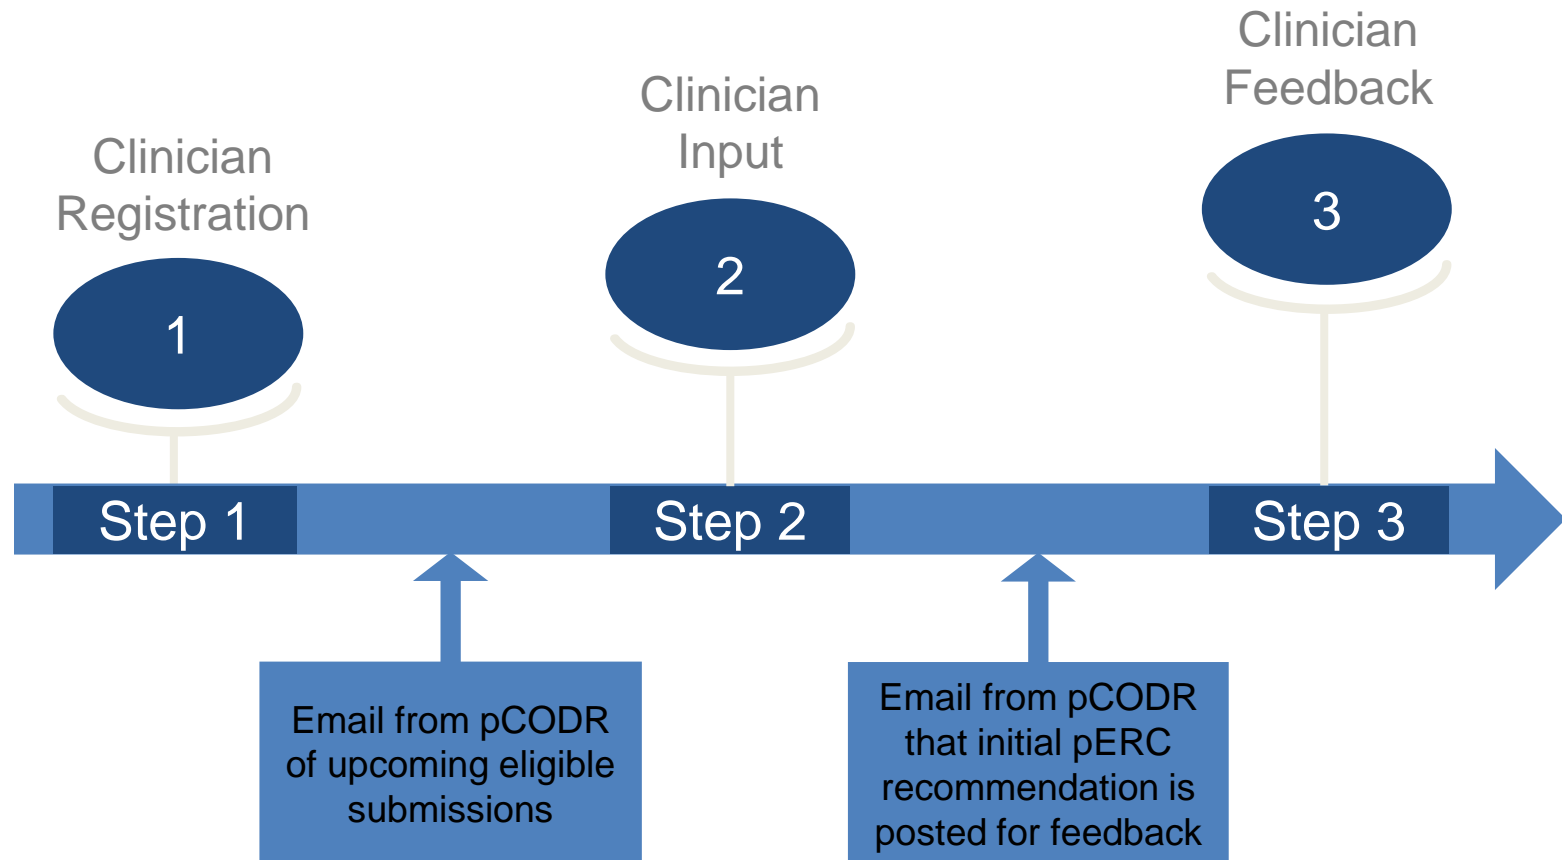 Clinician
Registration
1
Step 1
Email from pCODR
of upcoming eligible
submissions
Clinician
Input
2
Step 2
Email from pCODR
that initial pERC
recommendation is
posted for feedback
Clinician
Feedback
3
Step 3